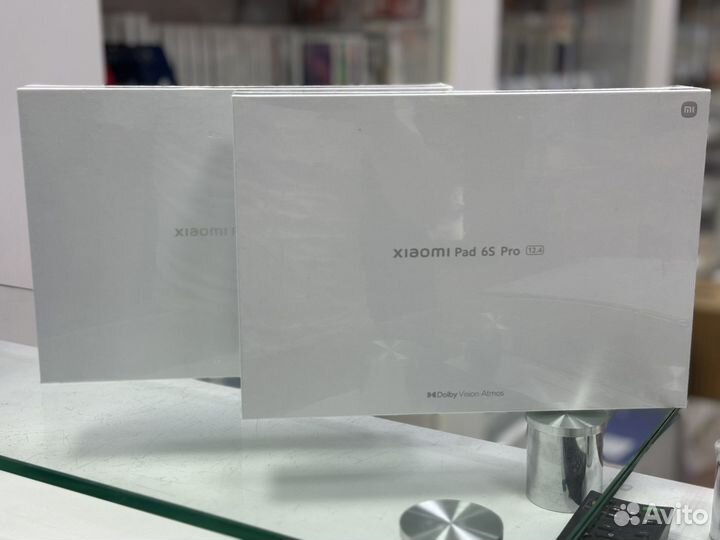 mi
xiaomi
xiaomi Pad 6S Pro 12.4
Dolby Vision·Atmos
Avito